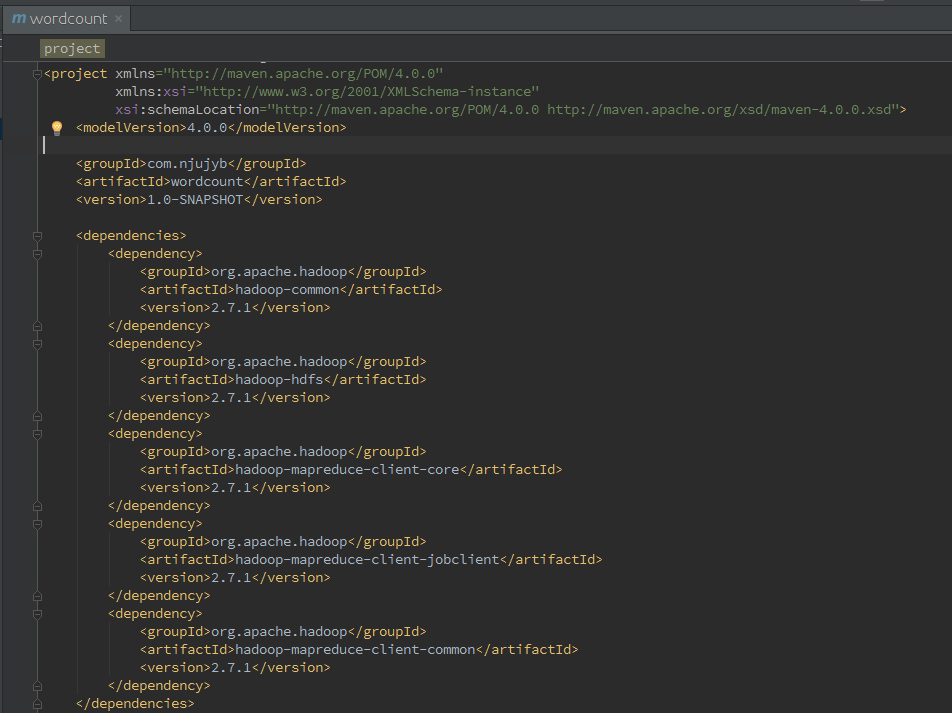 m wordcount ×
project
<project xmlns="http://maven.apache.org/POM/4.0.0"
xmlns:xsi="http://www.w3.org/2001/XMLSchema-instance"
xsi:schemaLocation="http://maven.apache.org/POM/4.0.0 http://maven.apache.org/xsd/maven-4.0.0.xsd">
<modelVersion>4.0.0</modelVersion>
<groupId>com.njujyb</groupId>
<artifactId>wordcount</artifactId>
<version>1.0-SNAPSHOT</version>
<dependencies>
<dependency>
<groupId>org.apache.hadoop</groupId>
<artifactId>hadoop-common</artifactId>
<version>2.7.1</version>
</dependency>
<dependency>
<groupId>org.apache.hadoop</groupId>
<artifactId>hadoop-hdfs</artifactId>
<version>2.7.1</version>
</dependency>
<dependency>
<groupId>org.apache.hadoop</groupId>
<artifactId>hadoop-mapreduce-client-core</artifactId>
<version>2.7.1</version>
</dependency>
<dependency>
<groupId>org.apache.hadoop</groupId>
<artifactId>hadoop-mapreduce-client-jobclient</artifactId>
<version>2.7.1</version>
</dependency>
<dependency>
<groupId>org.apache.hadoop</groupId>
<artifactId>hadoop-mapreduce-client-common</artifactId>
<version>2.7.1</version>
</dependency>
</dependencies>